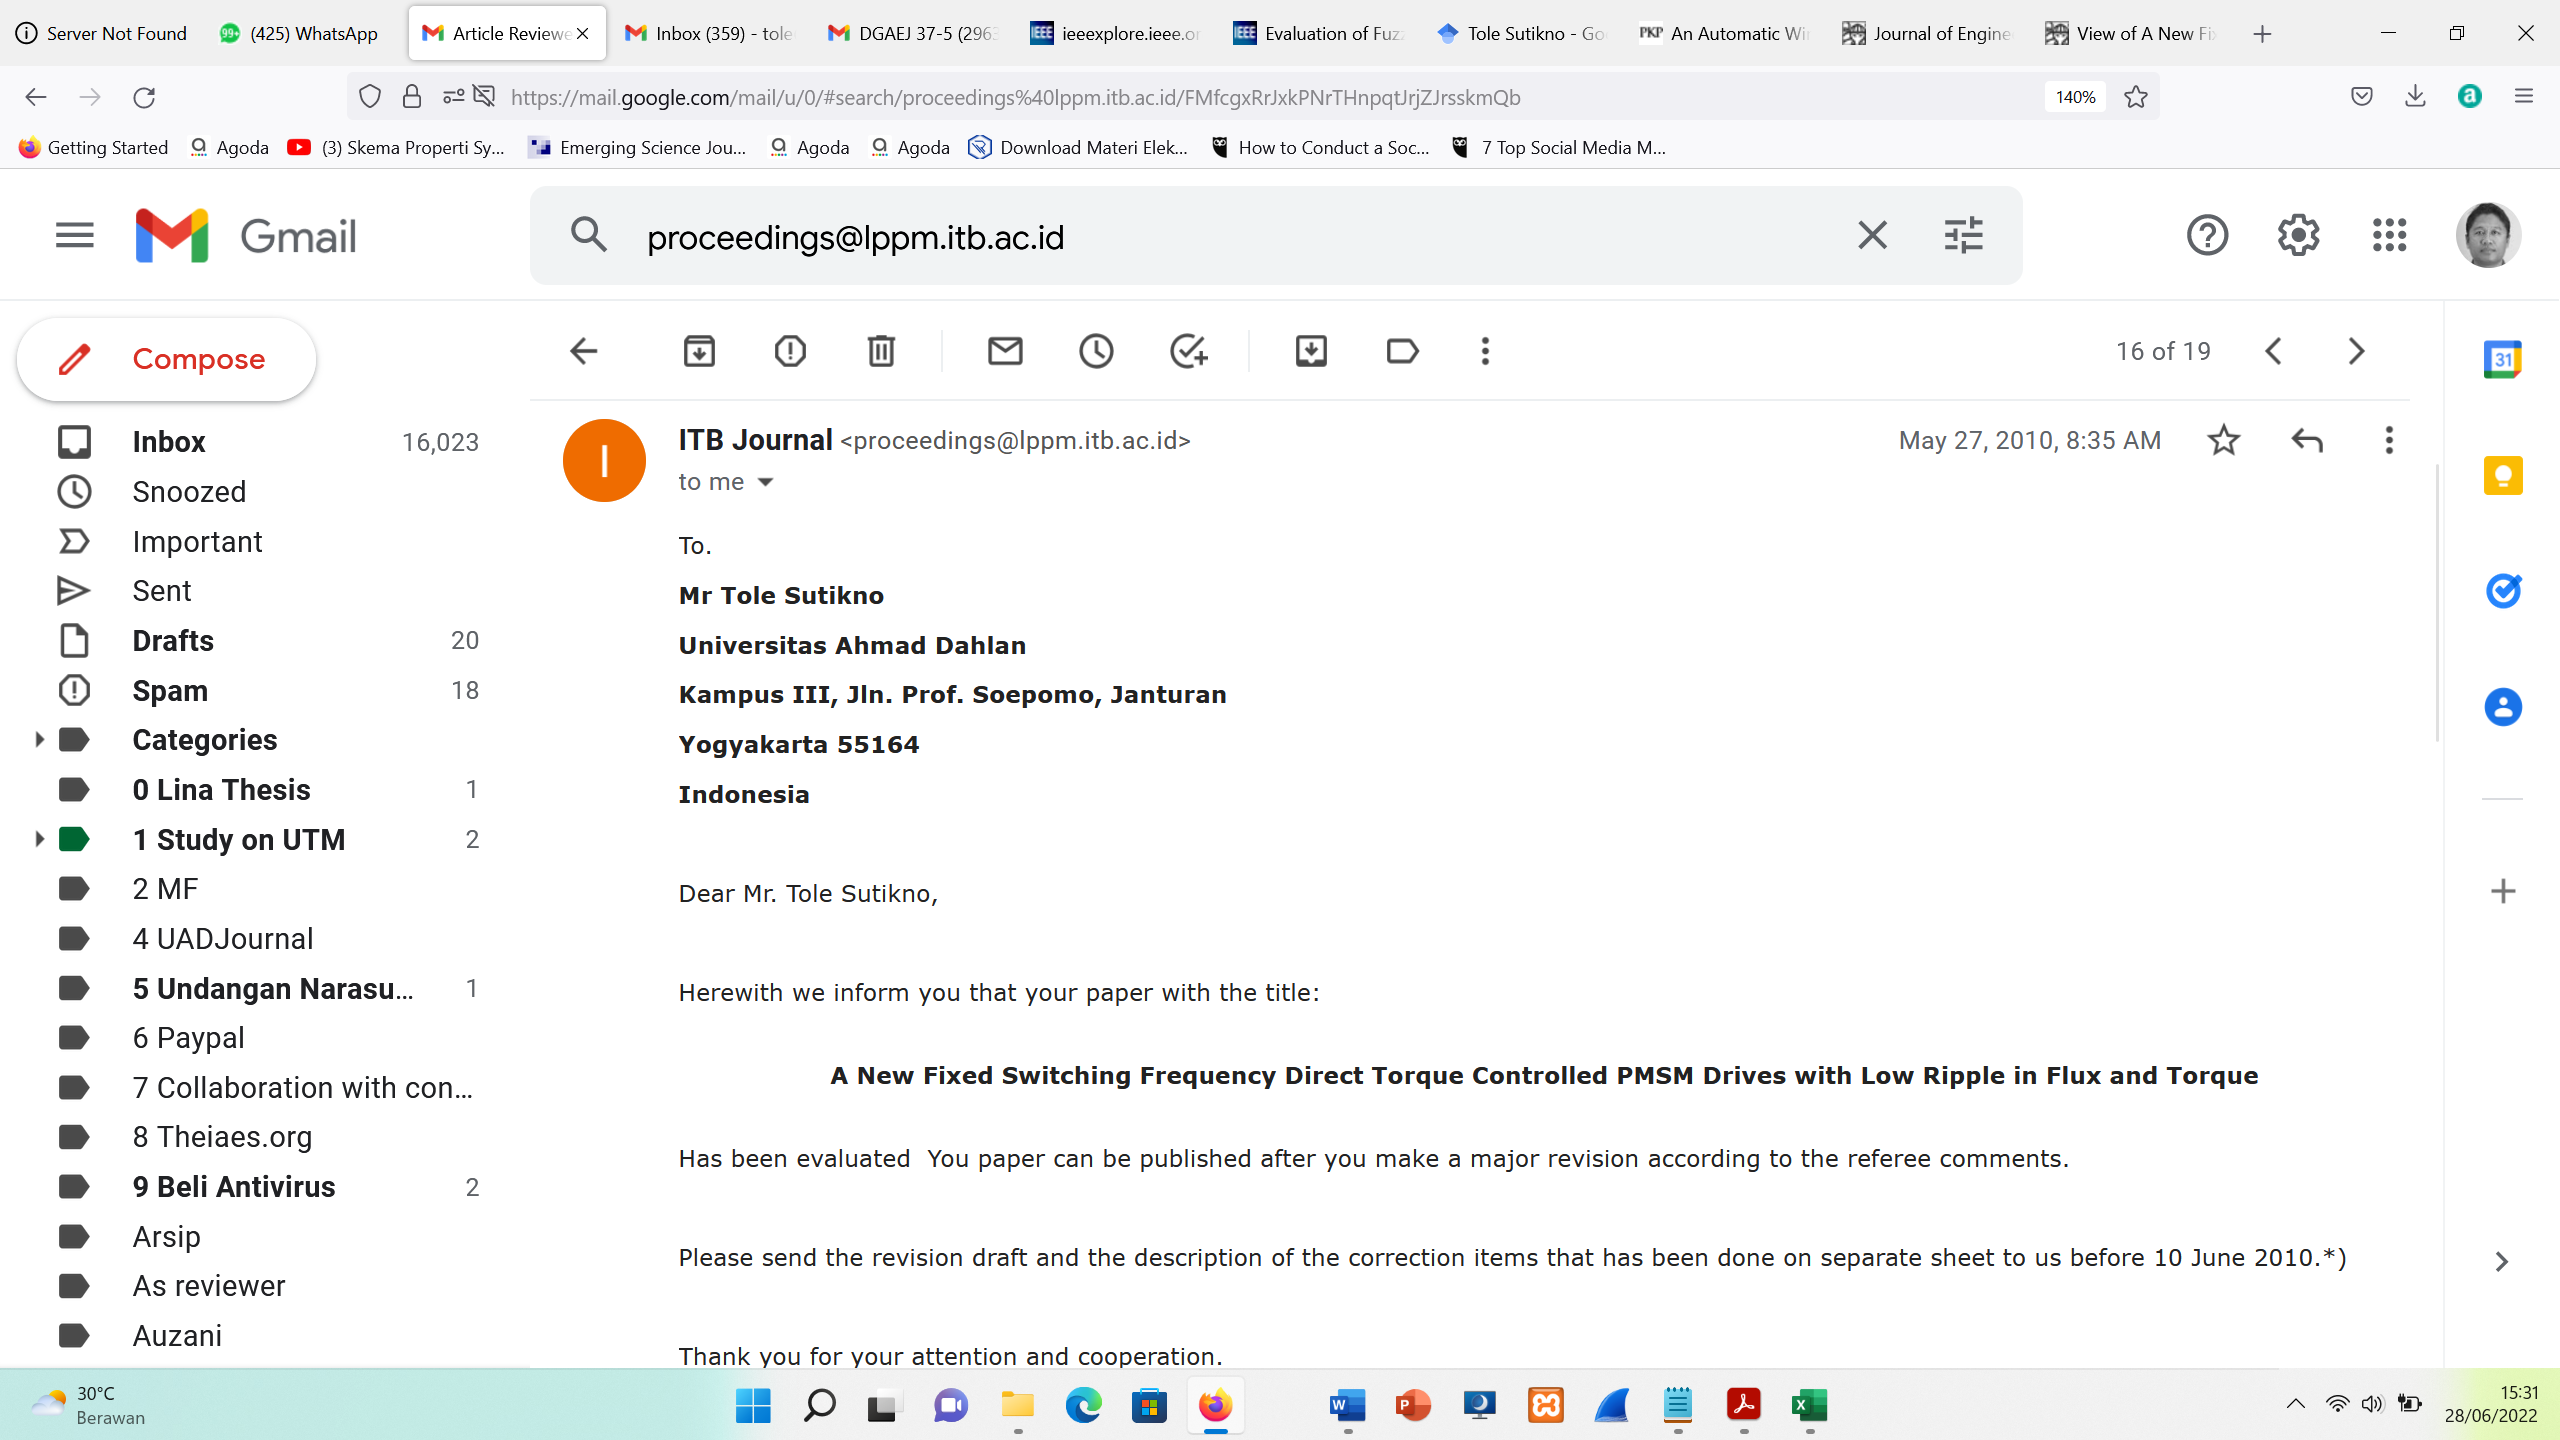 Server Not Found
(425) WhatsApp
Article Reviewe
Inbox (359) - tole
DGAEJ 37-5 (2963
ieeexplore.ieee.or
Evaluation of Fuz
Tole Sutikno - Go
An Automatic Wi
Journal of Engine
View of A New Fi
https://mail.google.com/mail/u/0/#search/proceedings%40lppm.itb.ac.id/FMfcgxRrJxkPNrTHnpqtJrjZJrsskmQb
140%
Getting Started
Agoda
(3) Skema Properti Sy...
Emerging Science Jou...
Agoda
Agoda
Download Materi Elek...
How to Conduct a Soc...
7 Top Social Media M...
Gmail
proceedings@lppm.itb.ac.id
Compose
16 of 19
Inbox 16,023
Snoozed
Important
Sent
Drafts 20
Spam 18
Categories
0 Lina Thesis 1
1 Study on UTM 2
2 MF
4 UADJournal
5 Undangan Narasu... 1
6 Paypal
7 Collaboration with con...
8 Theiaes.org
9 Beli Antivirus 2
Arsip
As reviewer
Auzani
ITB Journal <proceedings@lppm.itb.ac.id>
May 27, 2010, 8:35 AM
to me
To.
Mr Tole Sutikno
Universitas Ahmad Dahlan
Kampus III, Jln. Prof. Soepomo, Janturan
Yogyakarta 55164
Indonesia
Dear Mr. Tole Sutikno,
Herewith we inform you that your paper with the title:
A New Fixed Switching Frequency Direct Torque Controlled PMSM Drives with Low Ripple in Flux and Torque
Has been evaluated  You paper can be published after you make a major revision according to the referee comments.
Please send the revision draft and the description of the correction items that has been done on separate sheet to us before 10 June 2010.*)
Thank you for your attention and cooperation.
30°C
Berawan
15:31
28/06/2022